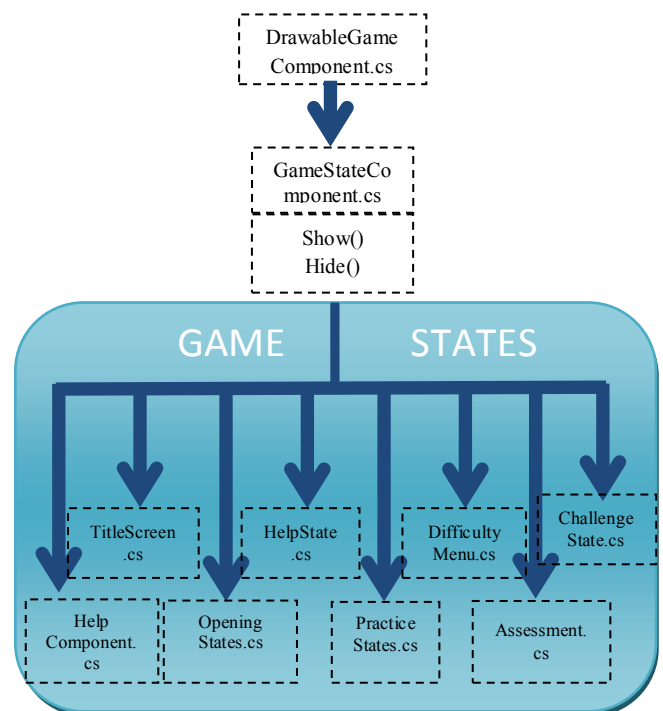 DrawableGame
Component.cs
GameStateCo
mponent.cs
Show()
Hide()
GAME STATES
TitleScreen
.cs
HelpState
.cs
Difficulty
Menu.cs
Challenge
State.cs
Help
Component.
cs
Opening
States.cs
Practice
States.cs
Assessment.
cs